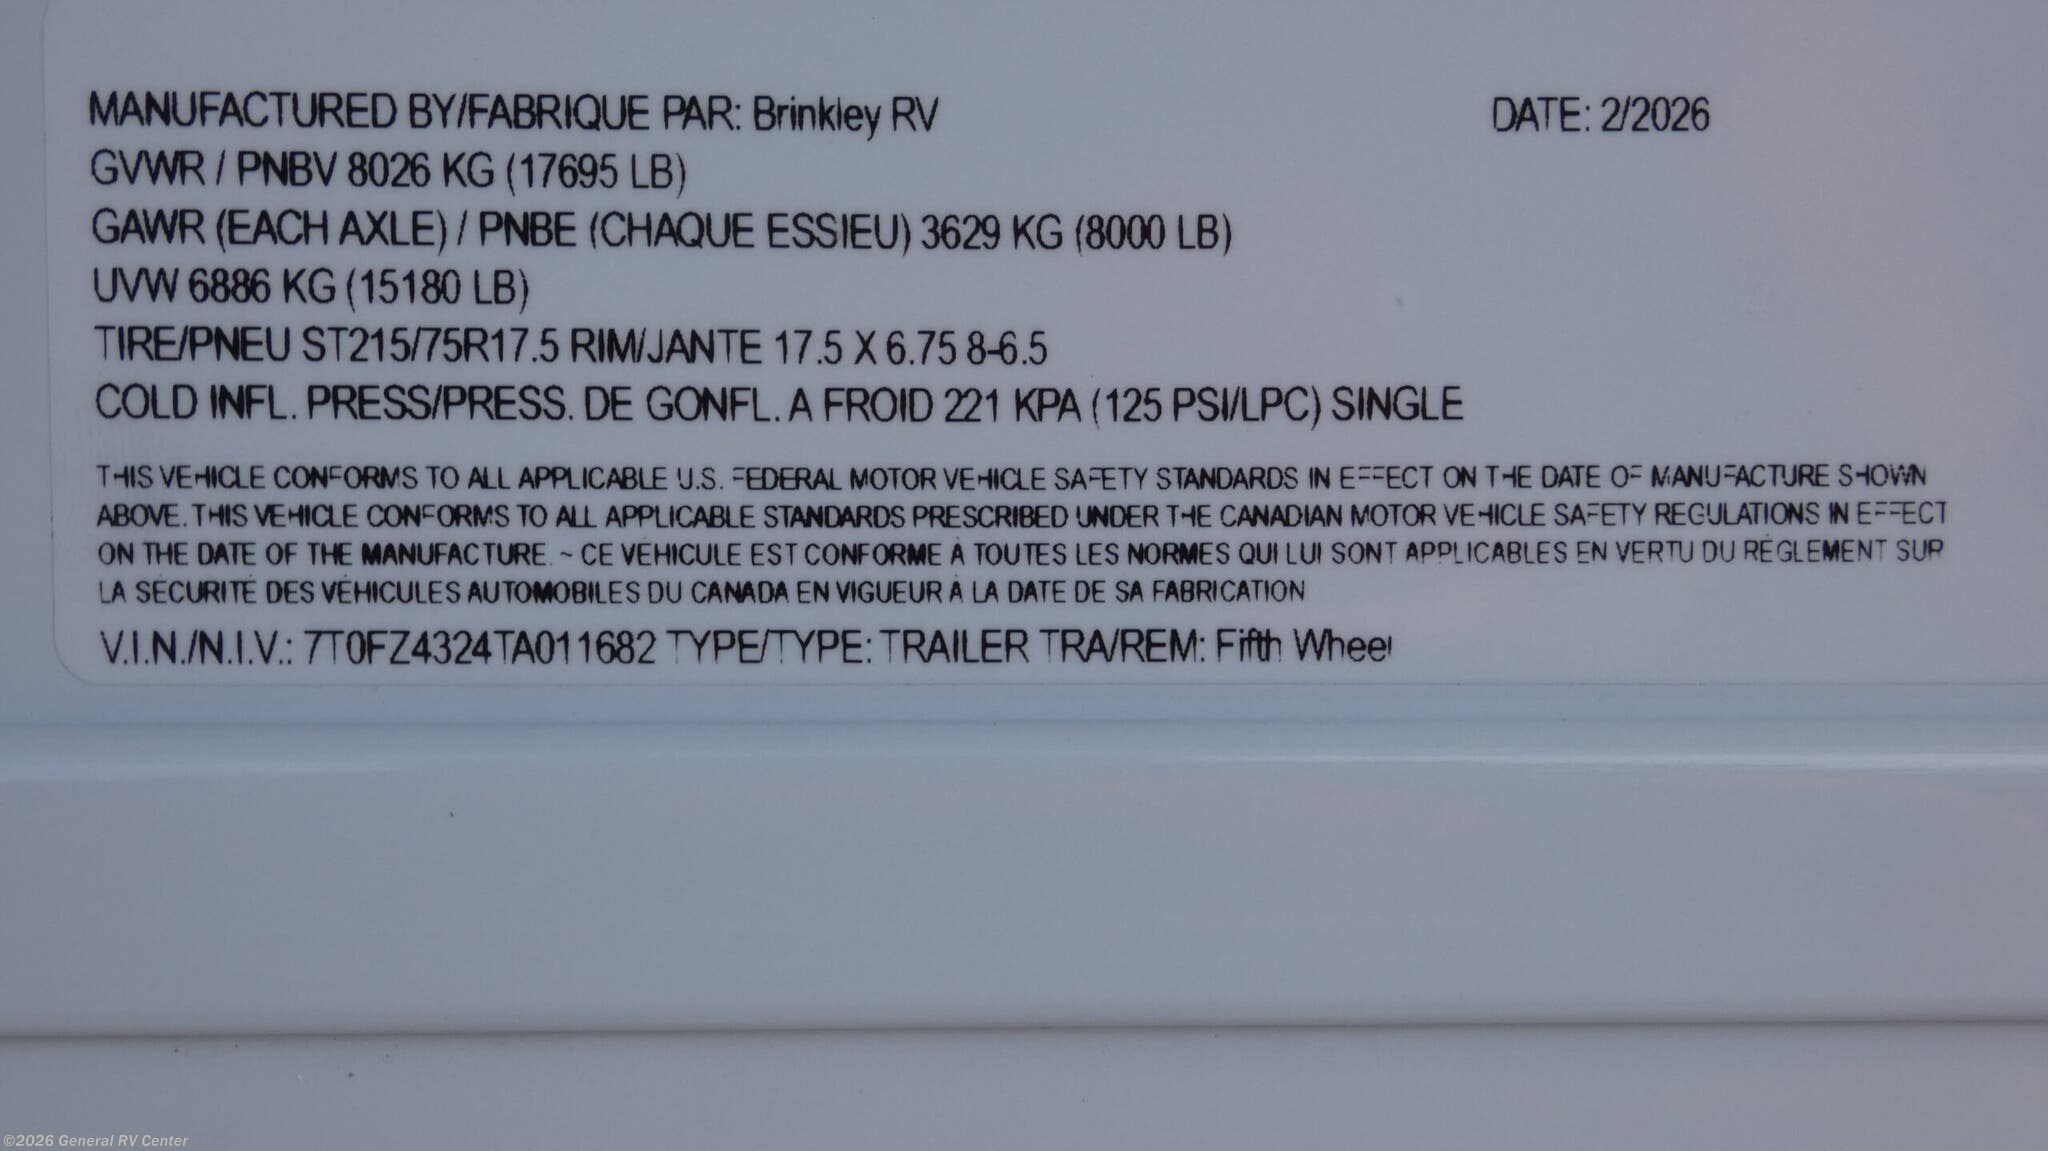 MANUFACTURED BY/FABRIQUE PAR: Brinkley RV DATE: 2/2026
GVWR / PNBV 8026 KG (17695 LB)
GAWR (EACH AXLE) / PNBE (CHAQUE ESSIEU) 3629 KG (8000 LB)
UVW 6886 KG (15180 LB)
TIRE/PNEU ST215/75R17.5 RIM/JANTE 17.5 X 6.75 8-6.5
COLD INFL. PRESS/PRESS. DE GONFL. A FROID 221 KPA (125 PSI/LPC) SINGLE
THIS VEHICLE CONFORMS TO ALL APPLICABLE U.S. FEDERAL MOTOR VEHICLE SAFETY STANDARDS IN EFFECT ON THE DATE OF MANUFACTURE SHOWN
ABOVE. THIS VEHICLE CONFORMS TO ALL APPLICABLE STANDARDS PRESCRIBED UNDER THE CANADIAN MOTOR VEHICLE SAFETY REGULATIONS IN EFFECT
ON THE DATE OF THE MANUFACTURE. ~ CE VÉHICULE EST CONFORME À TOUTES LES NORMES QUI LUI SONT APPLICABLES EN VERTU DU RÈGLEMENT SUR
LA SÉCURITÉ DES VÉHICULES AUTOMOBILES DU CANADA EN VIGUEUR À LA DATE DE SA FABRICATION
V.I.N./N.I.V.: 7T0FZ4324TA011682 TYPE/TYPE: TRAILER TRA/REM: Fifth Wheel
©2026 General RV Center